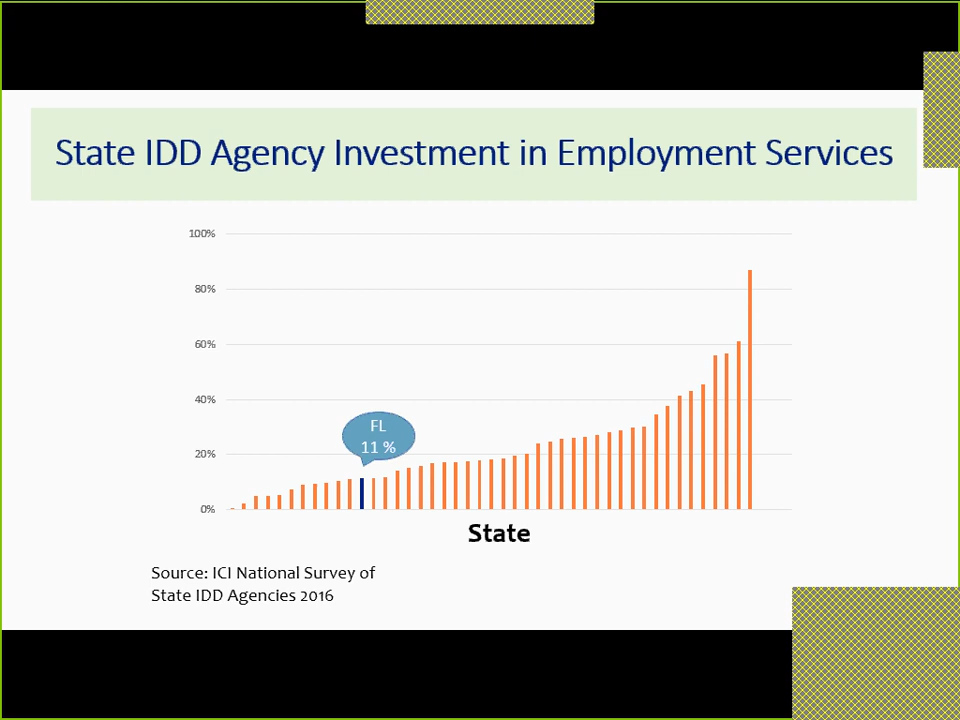 State IDD Agency Investment in Employment Services
100%
80%
60%
40%
20%
0%
FL
11 %
State
Source: ICI National Survey of
State IDD Agencies 2016